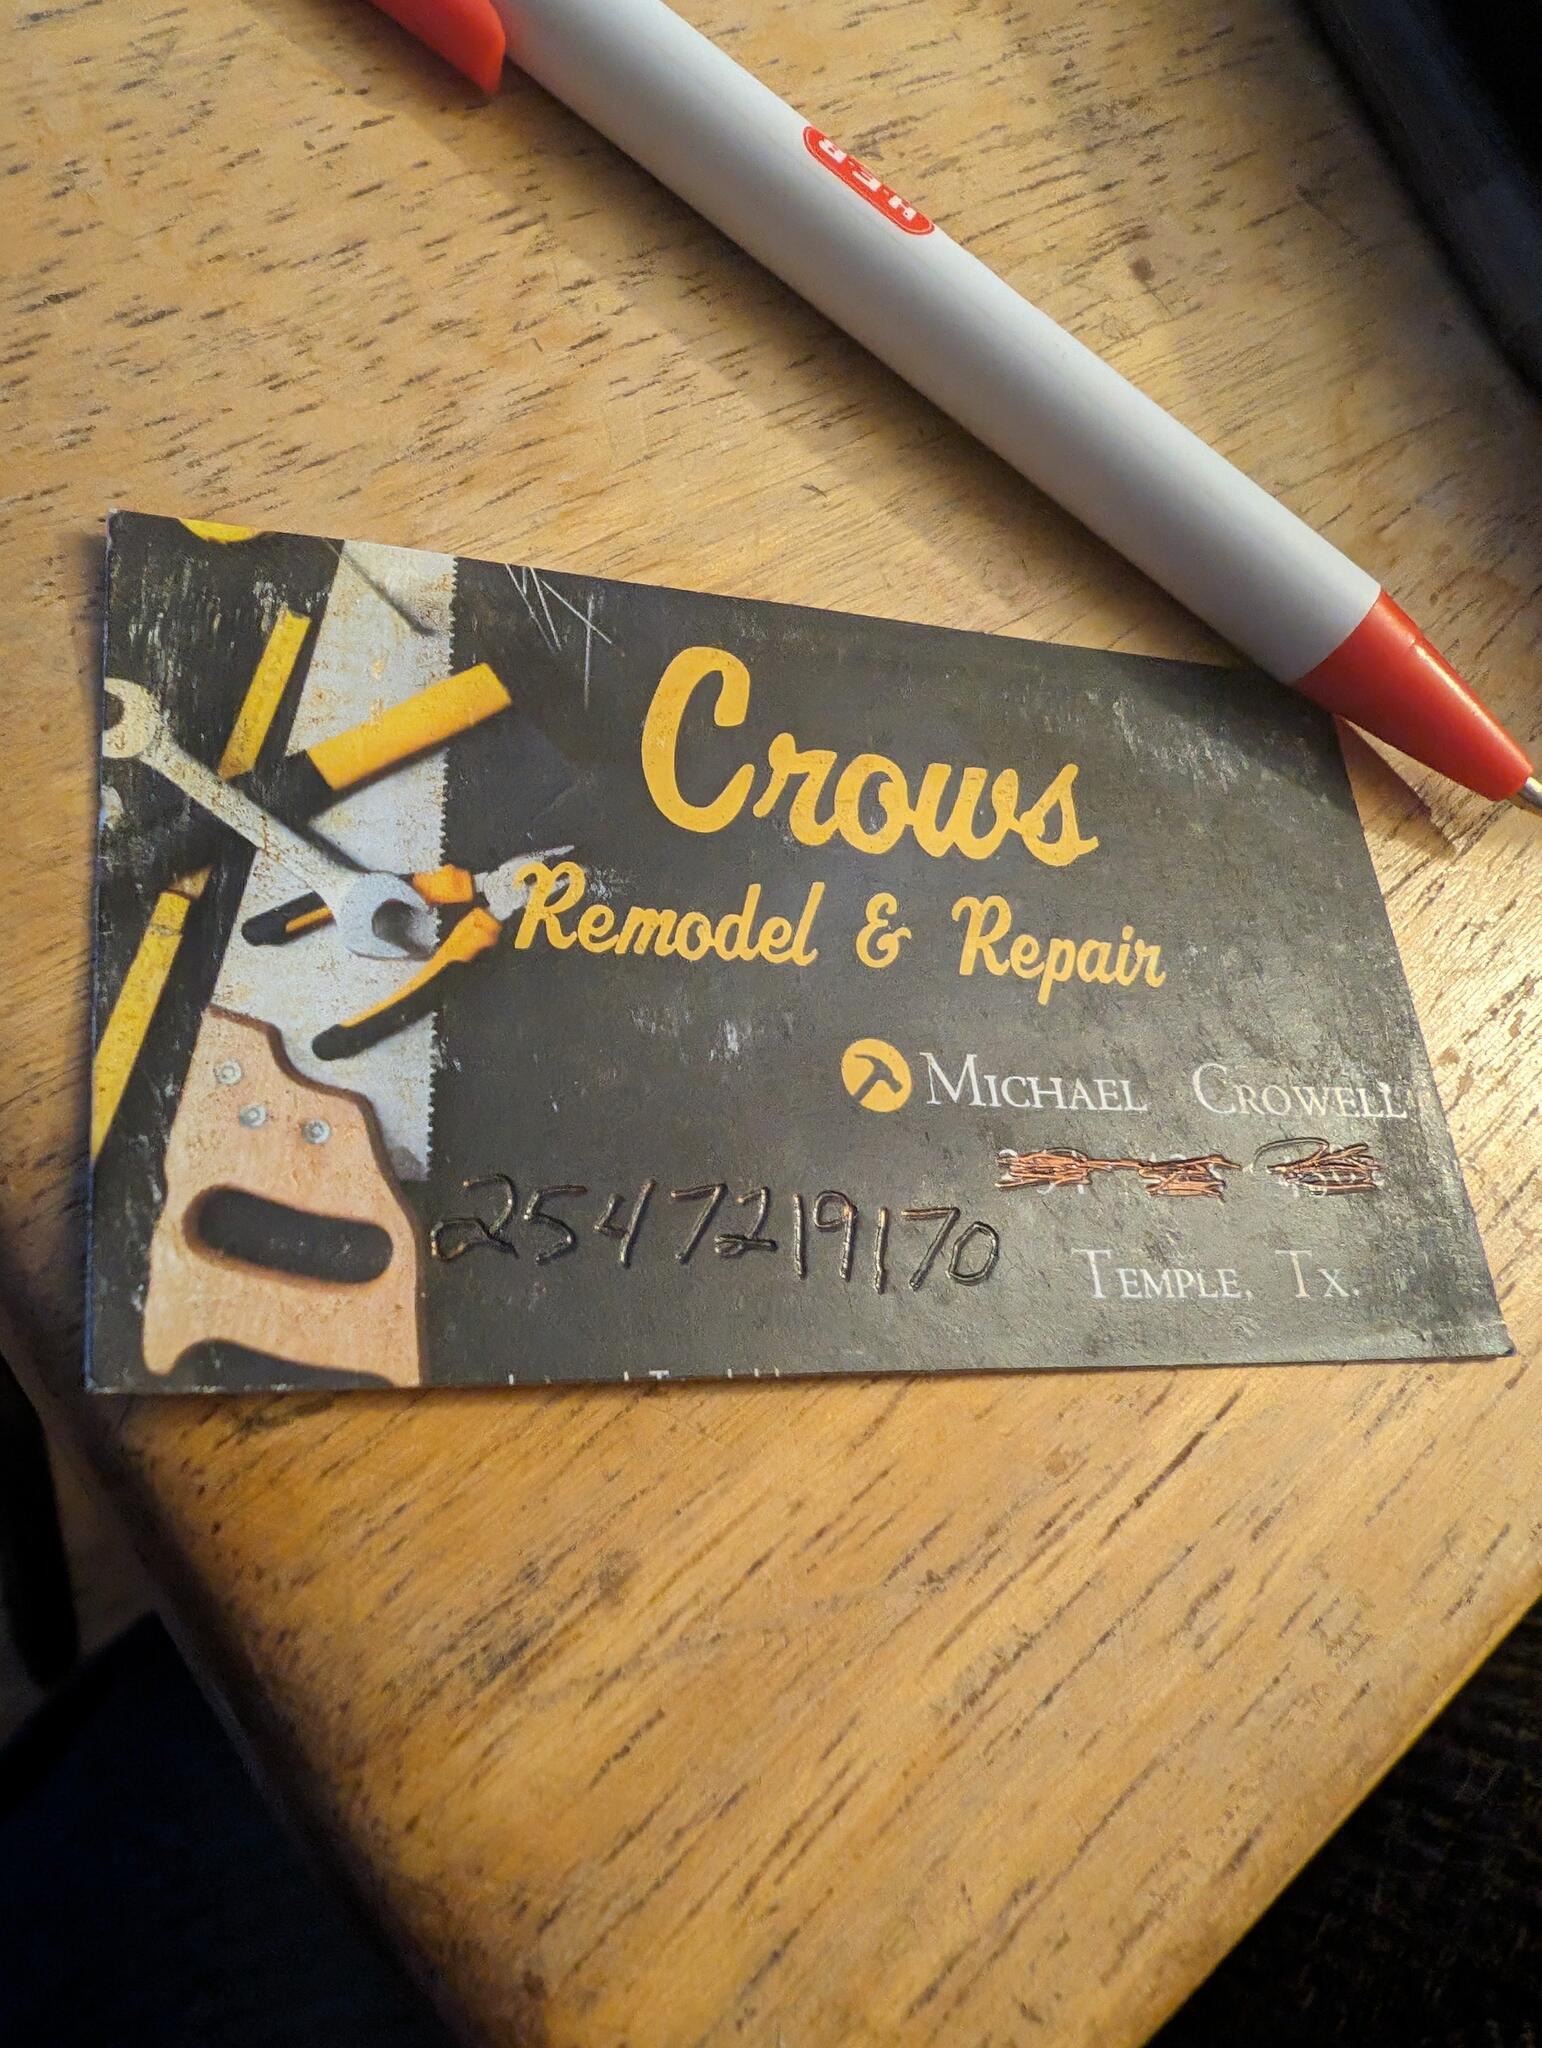 H-E-B
Crows
Remodel & Repair
Michael Crowell
2547219170
Temple, Tx.